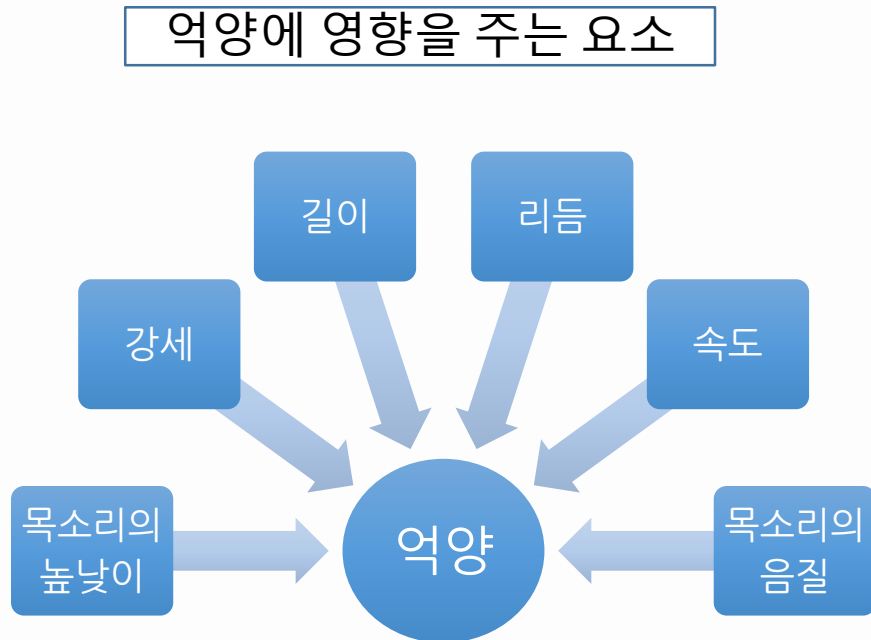 억양에 영향을 주는 요소
길이
리듬
강세
속도
목소리의
높낮이
억양
목소리의
음질